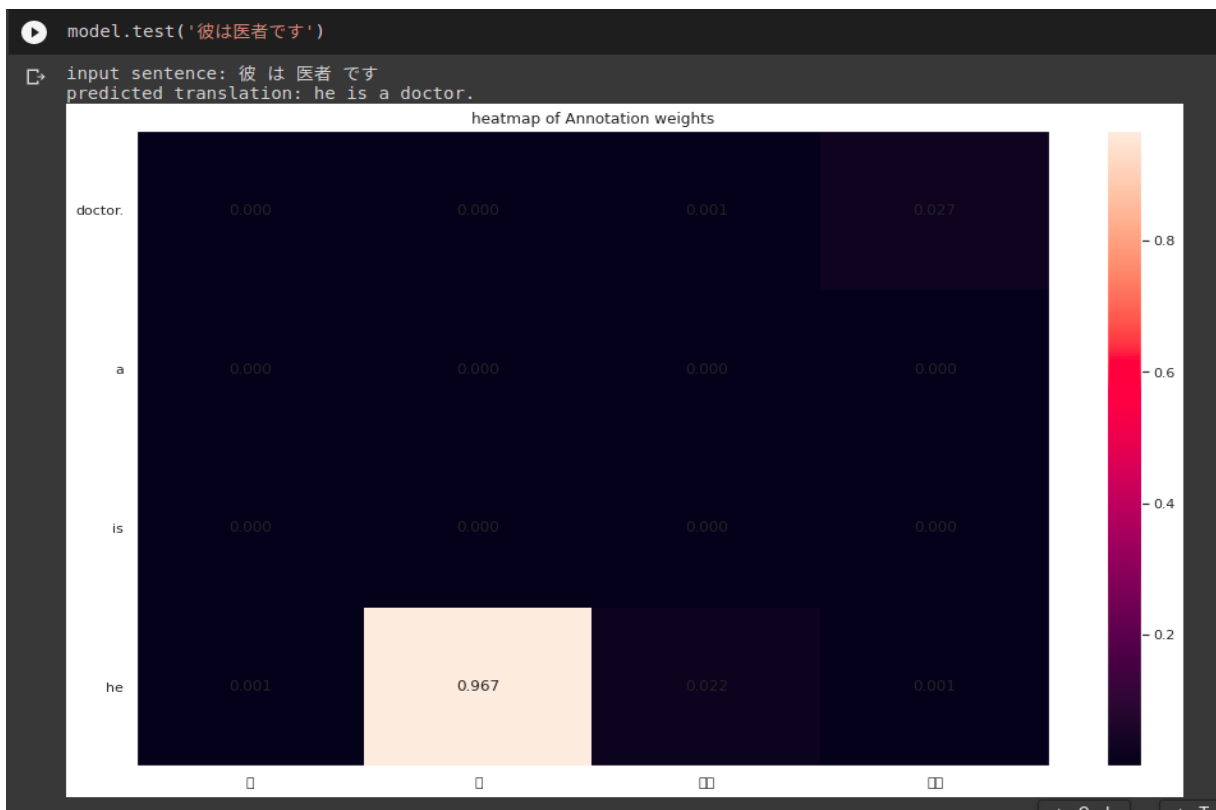 model.test('彼は医者です')
input sentence: 彼 は 医者 です
predicted translation: he is a doctor.
heatmap of Annotation weights
doctor. 0.000 0.000 0.001 0.027
0.8
a 0.000 0.000 0.000 0.000
0.6
is 0.000 0.000 0.000 0.000
0.4
he 0.001 0.967 0.022 0.001
0.2